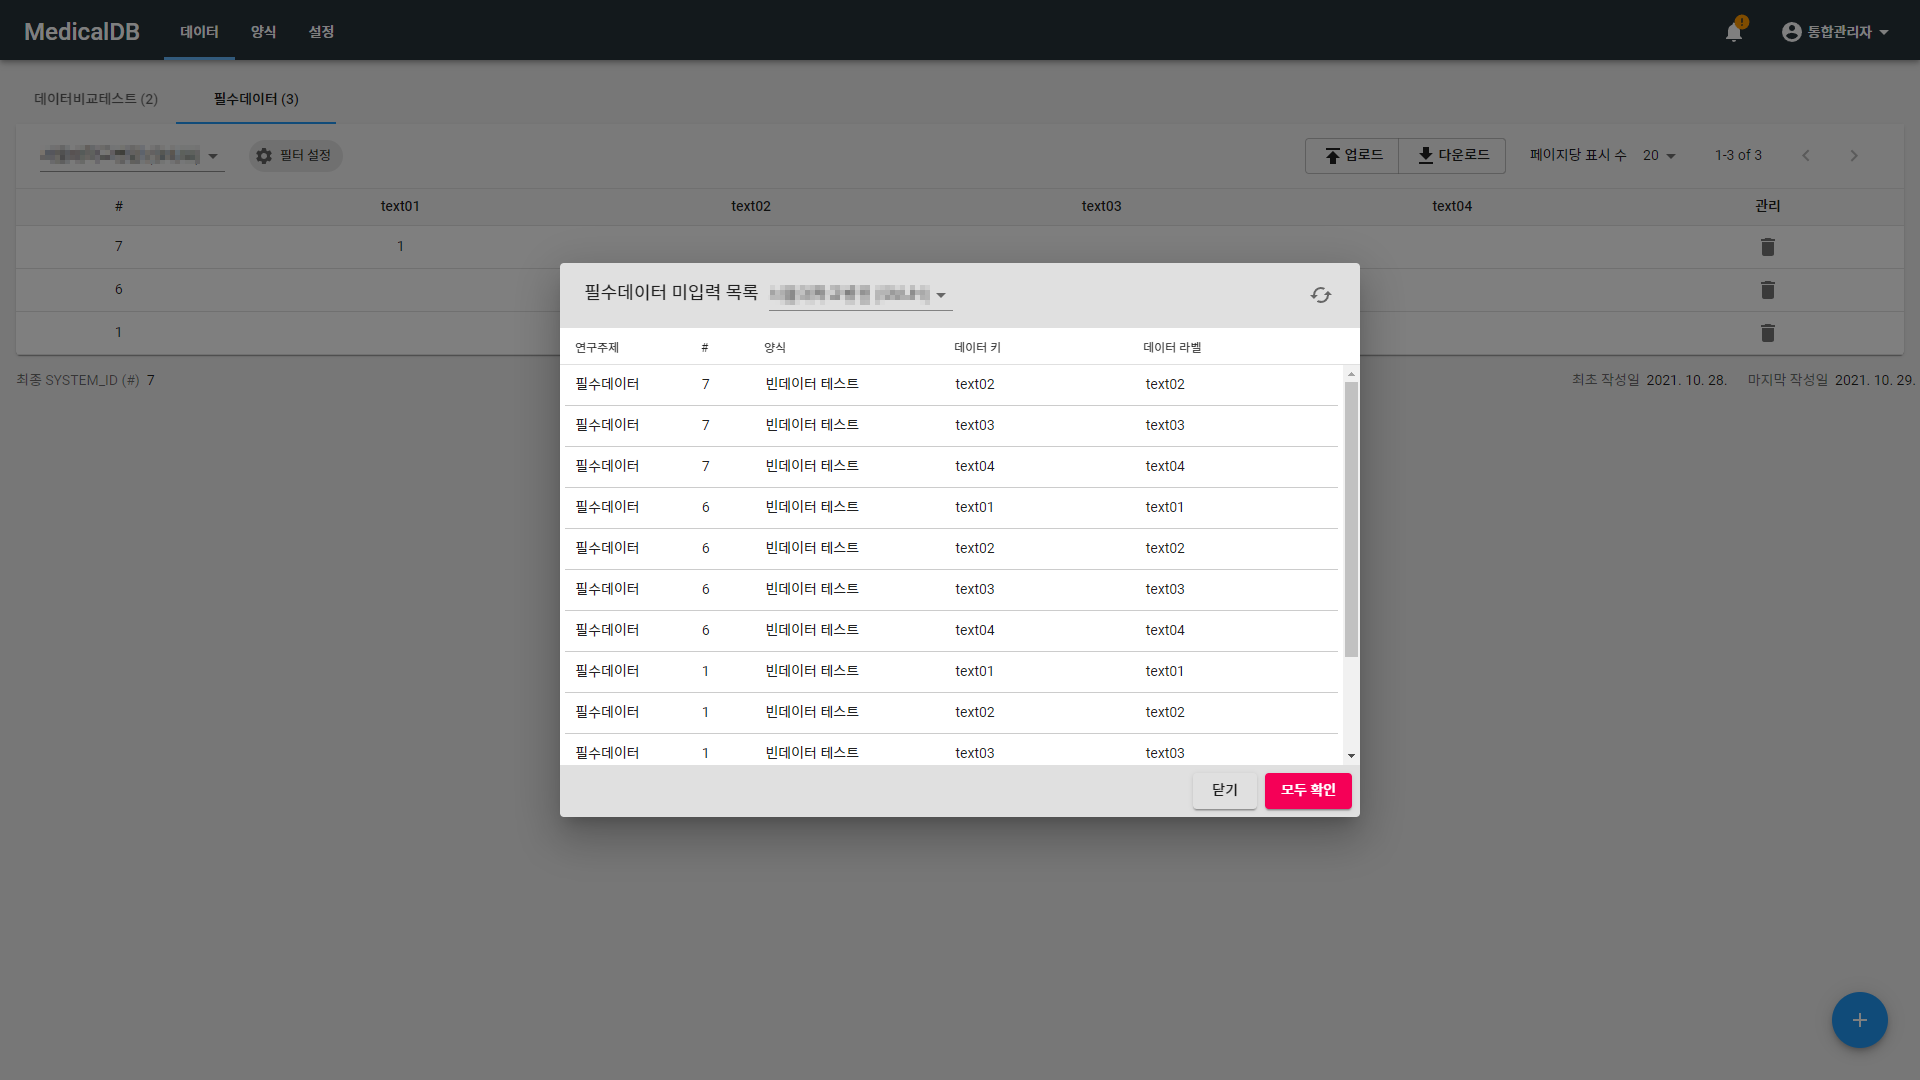 MedicalDB 데이터 양식 설정 ! 통합관리자
데이터비교테스트 (2) 필수데이터 (3)
필터 설정 업로드 다운로드 페이지당 표시 수 20 1-3 of 3
# text01 text02 text03 text04 관리
7 1
6
1
최종 SYSTEM_ID (#) 7 최초 작성일 2021. 10. 28. 마지막 작성일 2021. 10. 29.
필수데이터 미입력 목록
연구주제 # 양식 데이터 키 데이터 라벨
필수데이터 7 빈데이터 테스트 text02 text02
필수데이터 7 빈데이터 테스트 text03 text03
필수데이터 7 빈데이터 테스트 text04 text04
필수데이터 6 빈데이터 테스트 text01 text01
필수데이터 6 빈데이터 테스트 text02 text02
필수데이터 6 빈데이터 테스트 text03 text03
필수데이터 6 빈데이터 테스트 text04 text04
필수데이터 1 빈데이터 테스트 text01 text01
필수데이터 1 빈데이터 테스트 text02 text02
필수데이터 1 빈데이터 테스트 text03 text03
닫기 모두 확인